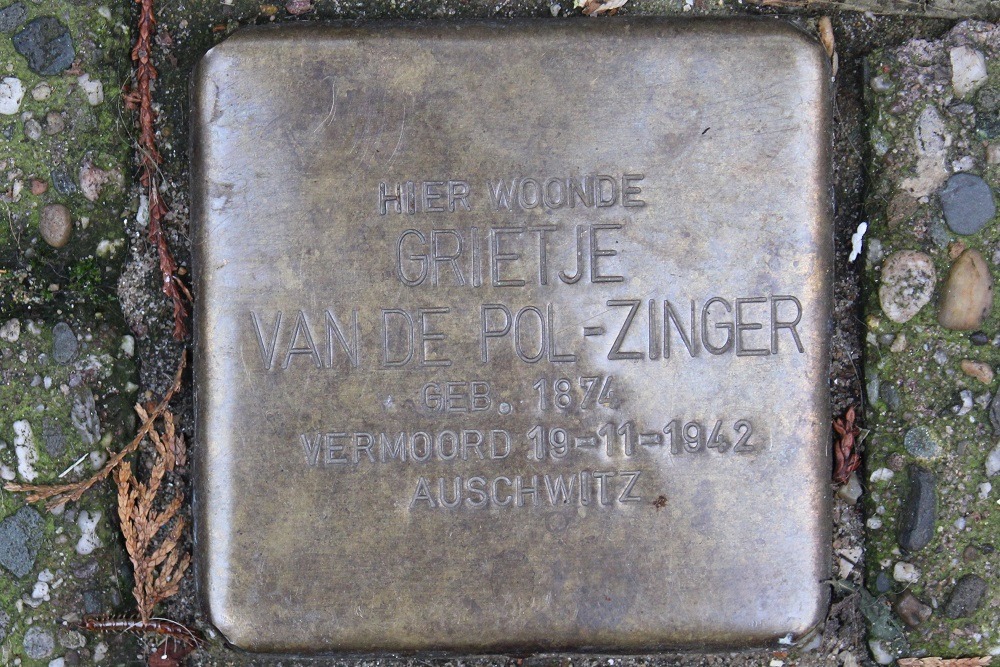 HIER WOONDE
GRIETJE
VAN DE POL-ZINGER
GEB. 1874
VERMOORD 19-11-1942
AUSCHWITZ